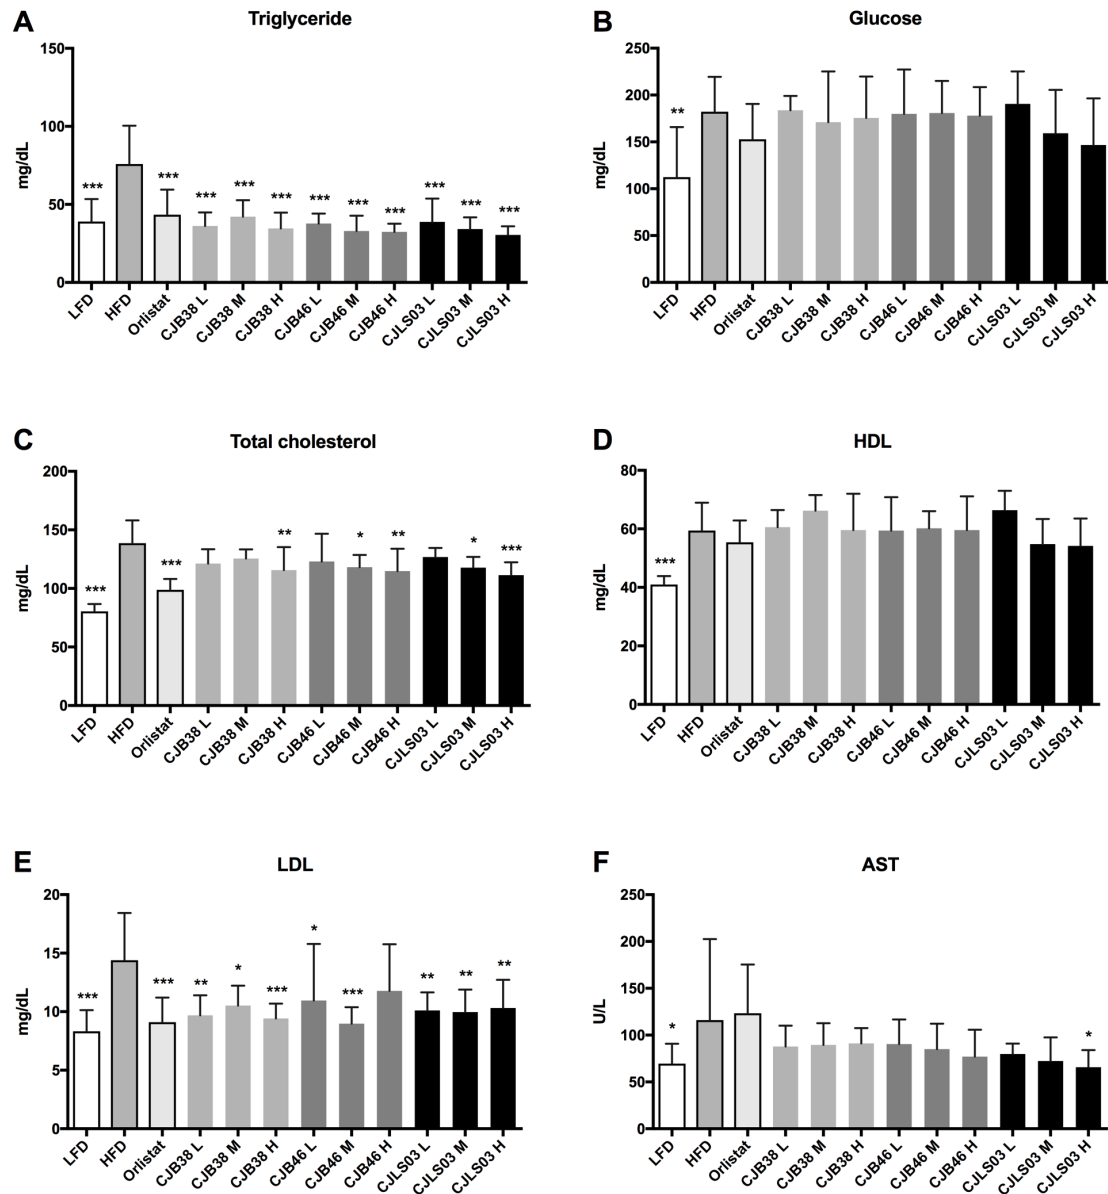 A Triglyceride
150
100
50
0
mg/dL
*** *** *** *** *** *** *** *** *** *** ***
LFD HFD Orlistat CJB38 L CJB38 M CJB38 H CJB46 L CJB46 M CJB46 H CJLS03 L CJLS03 M CJLS03 H
B Glucose
250
200
150
100
50
0
mg/dL
**
LFD HFD Orlistat CJB38 L CJB38 M CJB38 H CJB46 L CJB46 M CJB46 H CJLS03 L CJLS03 M CJLS03 H
C Total cholesterol
200
150
100
50
0
mg/dL
*** *** ** * ** * ***
LFD HFD Orlistat CJB38 L CJB38 M CJB38 H CJB46 L CJB46 M CJB46 H CJLS03 L CJLS03 M CJLS03 H
D HDL
80
60
40
20
0
mg/dL
***
LFD HFD Orlistat CJB38 L CJB38 M CJB38 H CJB46 L CJB46 M CJB46 H CJLS03 L CJLS03 M CJLS03 H
E LDL
20
15
10
5
0
mg/dL
*** *** ** * *** * *** ** ** **
LFD HFD Orlistat CJB38 L CJB38 M CJB38 H CJB46 L CJB46 M CJB46 H CJLS03 L CJLS03 M CJLS03 H
F AST
250
200
150
100
50
0
U/L
* *
LFD HFD Orlistat CJB38 L CJB38 M CJB38 H CJB46 L CJB46 M CJB46 H CJLS03 L CJLS03 M CJLS03 H